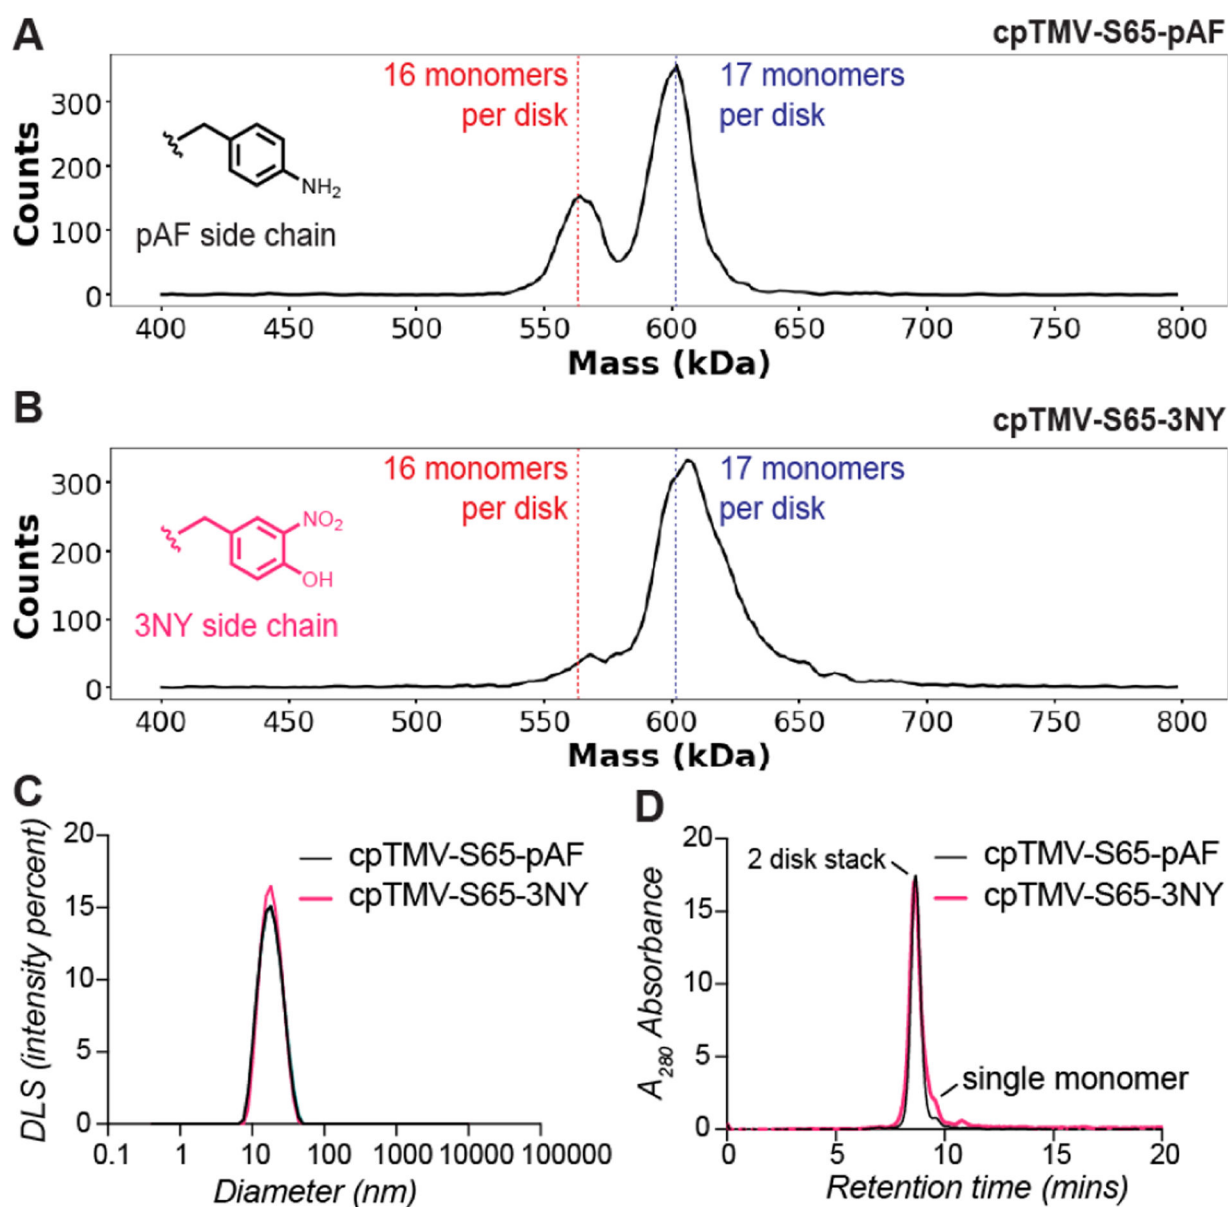 A
cpTMV-S65-pAF
16 monomers
per disk
17 monomers
per disk
NH2
pAF side chain
Counts
300
200
100
0
400 450 500 550 600 650 700 750 800
Mass (kDa)
B
cpTMV-S65-3NY
16 monomers
per disk
17 monomers
per disk
NO2
OH
3NY side chain
Counts
300
200
100
0
400 450 500 550 600 650 700 750 800
Mass (kDa)
C
DLS (intensity percent)
20
15
10
5
0
cpTMV-S65-pAF
cpTMV-S65-3NY
0.1 1 10 100 1000 10000 100000
Diameter (nm)
D
A280 Absorbance
20
15
10
5
0
2 disk stack
cpTMV-S65-pAF
cpTMV-S65-3NY
single monomer
0 5 10 15 20
Retention time (mins)